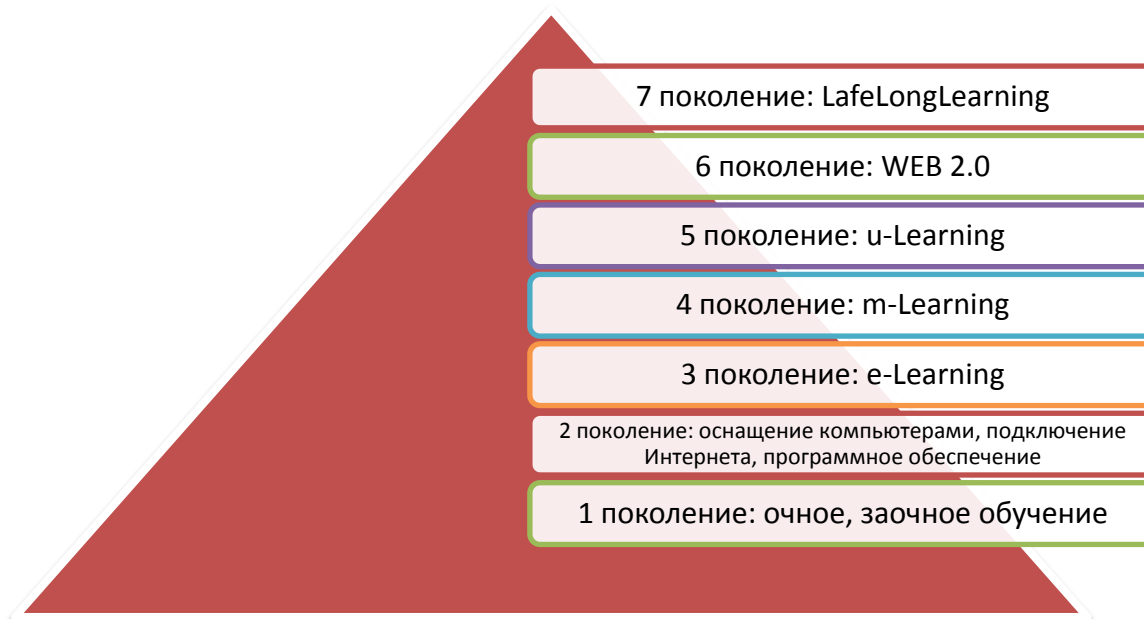 7 поколение: LafeLongLearning
6 поколение: WEB 2.0
5 поколение: u-Learning
4 поколение: m-Learning
3 поколение: e-Learning
2 поколение: оснащение компьютерами, подключение
Интернета, программное обеспечение
1 поколение: очное, заочное обучение